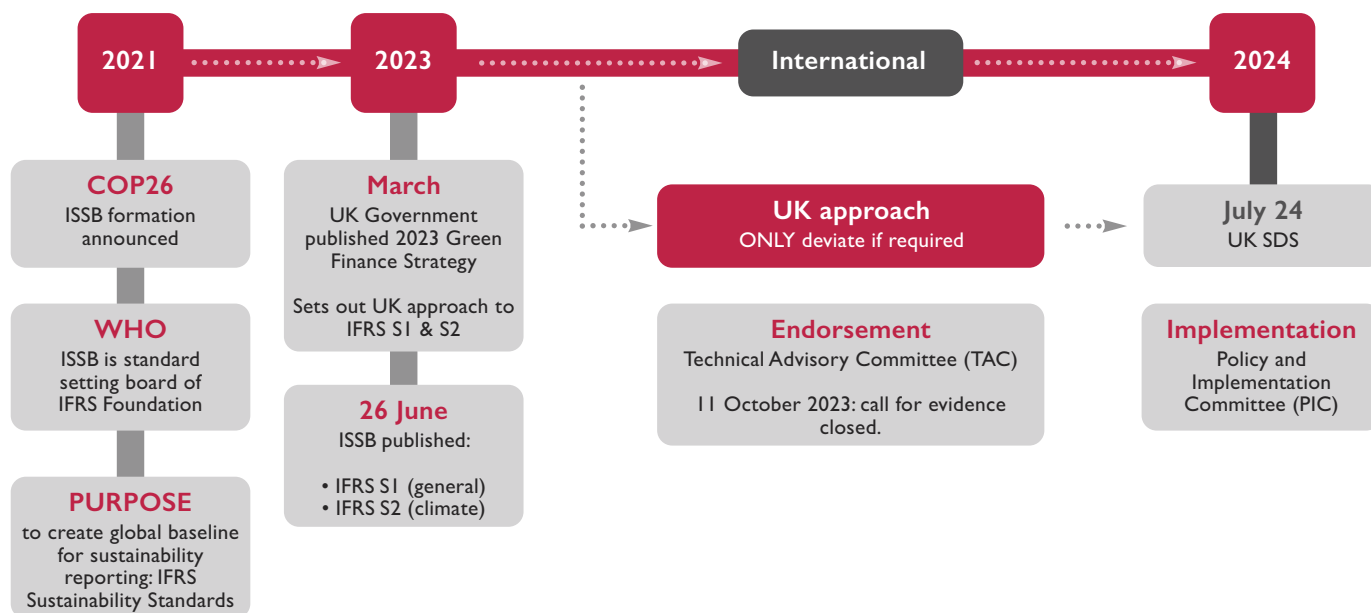 2021
2023
International
2024
COP26
ISSB formation
announced
WHO
ISSB is standard
setting board of
IFRS Foundation
PURPOSE
to create global baseline
for sustainability
reporting: IFRS
Sustainability Standards
March
UK Government
published 2023 Green
Finance Strategy
Sets out UK approach to
IFRS S1 & S2
26 June
ISSB published:
• IFRS S1 (general)
• IFRS S2 (climate)
UK approach
ONLY deviate if required
Endorsement
Technical Advisory Committee (TAC)
11 October 2023: call for evidence
closed.
July 24
UK SDS
Implementation
Policy and
Implementation
Committee (PIC)